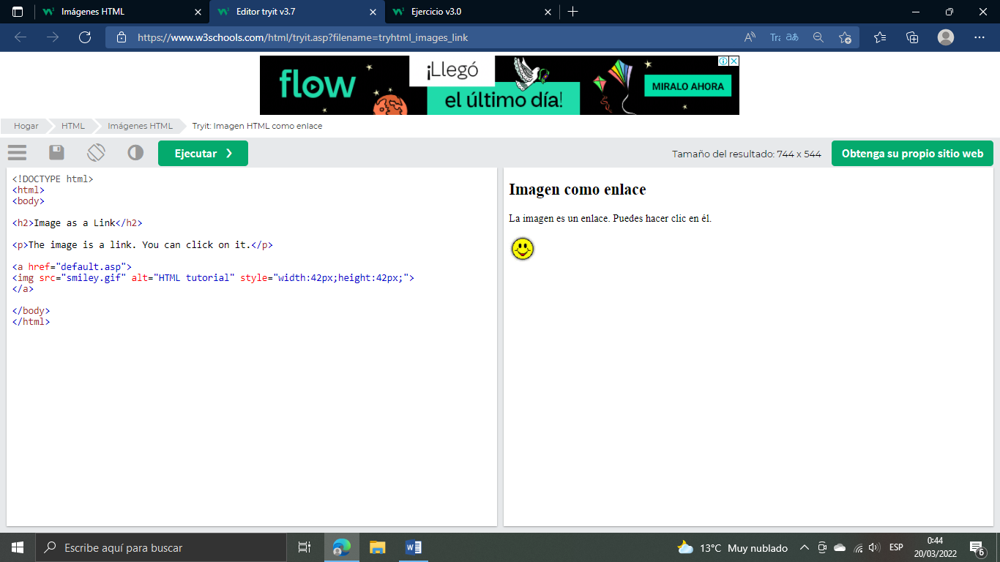 Imágenes HTML
Editor tryit v3.7
Ejercicio v3.0
https://www.w3schools.com/html/tryit.asp?filename=tryhtml_images_link
flow
¡Llegó
el último día!
MIRALO AHORA
Hogar
HTML
Imágenes HTML
Tryit: Imagen HTML como enlace
Ejecutar
Tamaño del resultado: 744 x 544
Obtenga su propio sitio web
<!DOCTYPE html>
<html>
<body>
<h2>Image as a Link</h2>
<p>The image is a link. You can click on it.</p>
<a href="default.asp">
<img src="smiley.gif" alt="HTML tutorial" style="width:42px;height:42px;">
</a>
</body>
</html>
Imagen como enlace
La imagen es un enlace. Puedes hacer clic en él.
Escribe aquí para buscar
13°C Muy nublado
ESP
0:44
20/03/2022
6